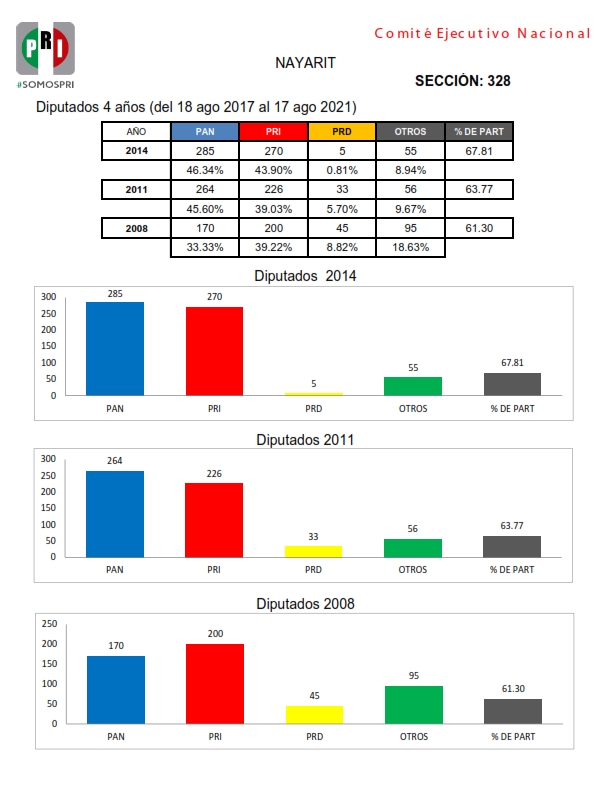 Comité Ejecutivo Nacional
PRI
#SOMOSPRI
NAYARIT
SECCIÓN: 328
Diputados 4 años (del 18 ago 2017 al 17 ago 2021)
AÑO PAN PRI PRD OTROS % DE PART
2014 285 270 5 55 67.81
46.34% 43.90% 0.81% 8.94%
2011 264 226 33 56 63.77
45.60% 39.03% 5.70% 9.67%
2008 170 200 45 95 61.30
33.33% 39.22% 8.82% 18.63%
Diputados 2014
300
250
200
150
100
50
0
285 270 5 55 67.81
PAN PRI PRD OTROS % DE PART
Diputados 2011
300
250
200
150
100
50
0
264 226 33 56 63.77
PAN PRI PRD OTROS % DE PART
Diputados 2008
250
200
150
100
50
0
170 200 45 95 61.30
PAN PRI PRD OTROS % DE PART